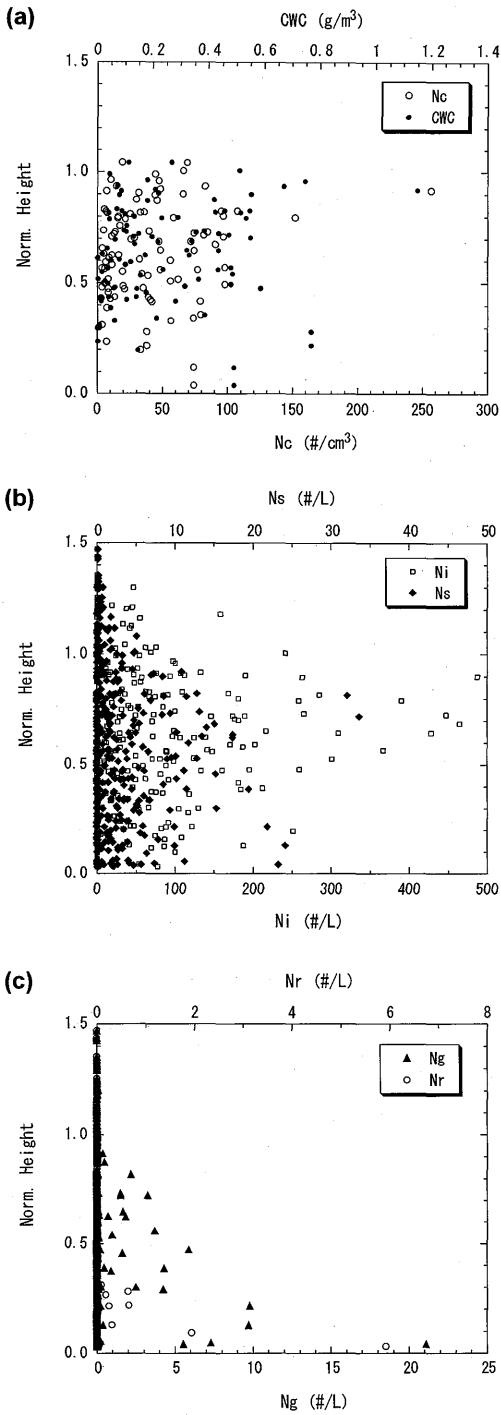 (a)
CWC (g/m³)
0 0.2 0.4 0.6 0.8 1 1.2 1.4
1.5
1.0
0.5
0.0
Norm. Height
Nc
CWC
0 50 100 150 200 250 300
Nc (#/cm³)
(b)
Ns (#/L)
0 10 20 30 40 50
1.5
1.0
0.5
0.0
Norm. Height
Ni
Ns
0 100 200 300 400 500
Ni (#/L)
(c)
Nr (#/L)
0 2 4 6 8
1.5
1.0
0.5
0.0
Norm. Height
Ng
Nr
0 5 10 15 20 25
Ng (#/L)